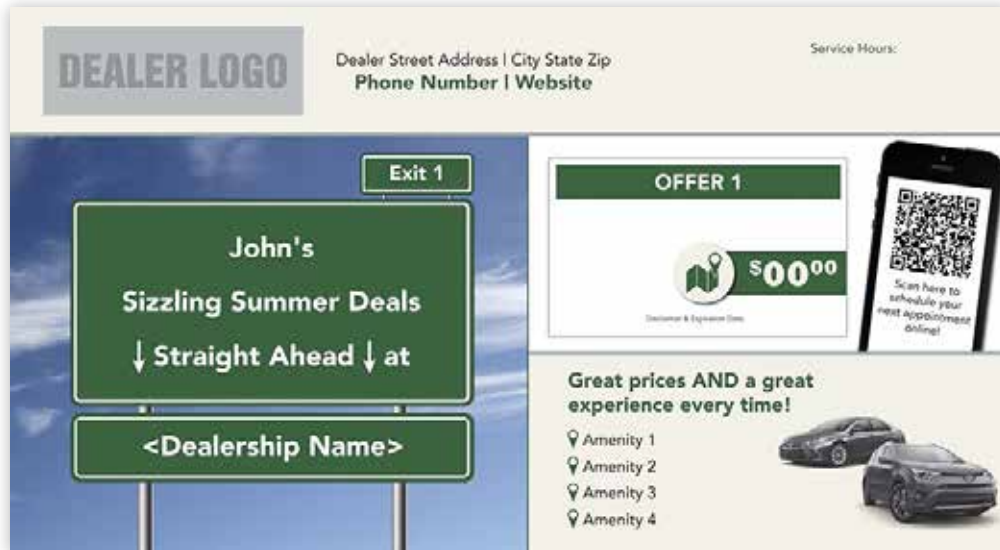 DEALER LOGO
Dealer Street Address | City State Zip
Phone Number | Website
Service Hours:
Exit 1
John's
Sizzling Summer Deals
↓ Straight Ahead ↓ at
<Dealership Name>
OFFER 1
$00⁰⁰
Disclaimer & Expiration Date
Scan here to
schedule your
next appointment
online!
Great prices AND a great
experience every time!
Amenity 1
Amenity 2
Amenity 3
Amenity 4